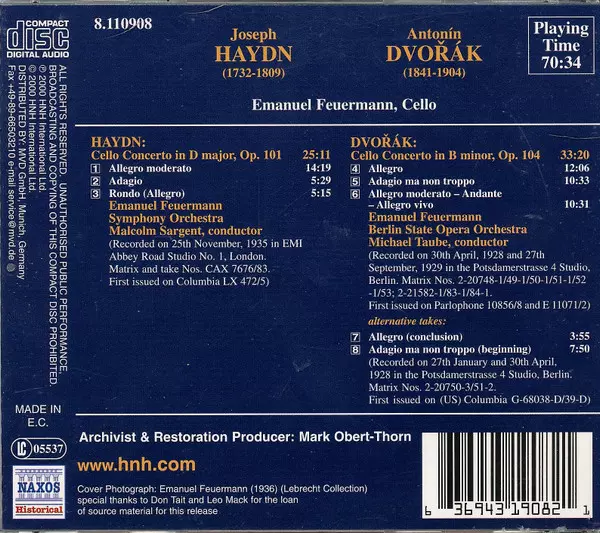 COMPACT
disc
DIGITAL AUDIO
8.110908
Joseph
HAYDN
(1732-1809)
Antonín
DVOŘÁK
(1841-1904)
Playing
Time
70:34
Emanuel Feuermann, Cello
HAYDN:
Cello Concerto in D major, Op. 101 25:11
1 Allegro moderato 14:19
2 Adagio 5:29
3 Rondo (Allegro) 5:15
Emanuel Feuermann
Symphony Orchestra
Malcolm Sargent, conductor
(Recorded on 25th November, 1935 in EMI
Abbey Road Studio No. 1, London.
Matrix and take Nos. CAX 7676/83.
First issued on Columbia LX 472/5)
DVOŘÁK:
Cello Concerto in B minor, Op. 104 33:20
4 Allegro 12:06
5 Adagio ma non troppo 10:33
6 Allegro moderato – Andante
– Allegro vivo 10:31
Emanuel Feuermann
Berlin State Opera Orchestra
Michael Taube, conductor
(Recorded on 30th April, 1928 and 27th
September, 1929 in the Potsdamerstrasse 4 Studio,
Berlin. Matrix Nos. 2-20748-1/49-1/50-1/51-1/52
-1/53; 2-21582-1/83-1/84-1.
First issued on Parlophone 10856/8 and E 11071/2)
alternative takes:
7 Allegro (conclusion) 3:55
8 Adagio ma non troppo (beginning) 7:50
(Recorded on 27th January and 30th April,
1928 in the Potsdamerstrasse 4 Studio, Berlin.
Matrix Nos. 2-20750-3/51-2.
First issued on (US) Columbia G-68038-D/39-D)
ALL RIGHTS RESERVED. UNAUTHORISED PUBLIC PERFORMANCE,
BROADCASTING AND COPYING OF THIS COMPACT DISC PROHIBITED.
℗ 2000 HNH International Ltd.
© 2000 HNH International Ltd.
DISTRIBUTED BY: MVD GmbH, Munich, Germany
Fax +49-89-66503210 e-mail service@mvd.de
MADE IN
E.C.
LC 05537
NAXOS
Historical
Archivist & Restoration Producer: Mark Obert-Thorn
www.hnh.com
Cover Photograph: Emanuel Feuermann (1936) (Lebrecht Collection)
special thanks to Don Tait and Leo Mack for the loan
of source material for this release
6 36943 19082 1